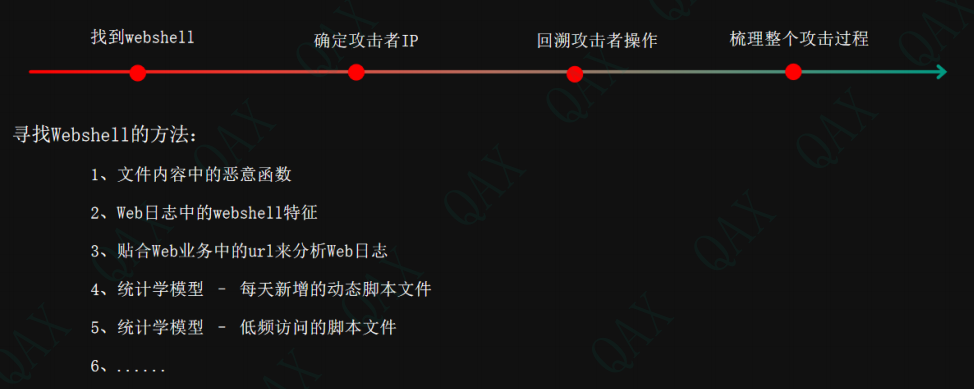 找到webshell
确定攻击者IP
回溯攻击者操作
梳理整个攻击过程
寻找Webshell的方法:
1、文件内容中的恶意函数
2、Web日志中的webshell特征
3、贴合Web业务中的url来分析Web日志
4、统计学模型 - 每天新增的动态脚本文件
5、统计学模型 - 低频访问的脚本文件
6、......
QAX
QAX
QAX
QAX
QAX
QAX
QAX
QAX
QAX
QAX
QAX